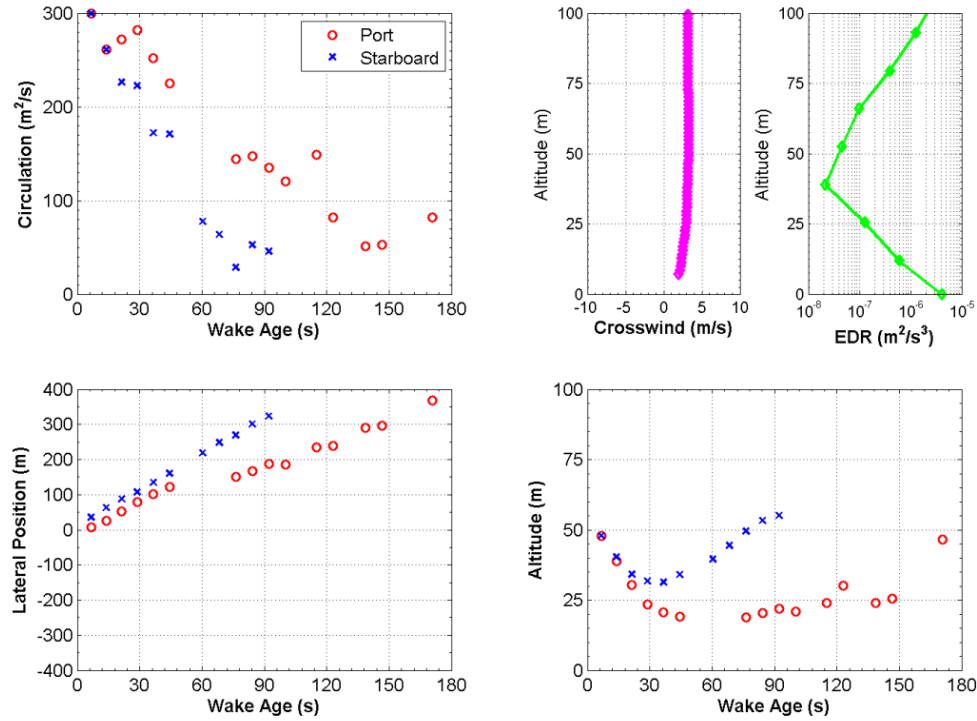 300
200
100
0
0 30 60 90 120 150 180
Circulation (m²/s)
Wake Age (s)
Port
Starboard
100
75
50
25
0
-10 -5 0 5 10
Altitude (m)
Crosswind (m/s)
100
75
50
25
0
10⁻⁸ 10⁻⁷ 10⁻⁶ 10⁻⁵
Altitude (m)
EDR (m²/s³)
400
300
200
100
0
-100
-200
-300
-400
0 30 60 90 120 150 180
Lateral Position (m)
Wake Age (s)
100
75
50
25
0
0 30 60 90 120 150 180
Altitude (m)
Wake Age (s)